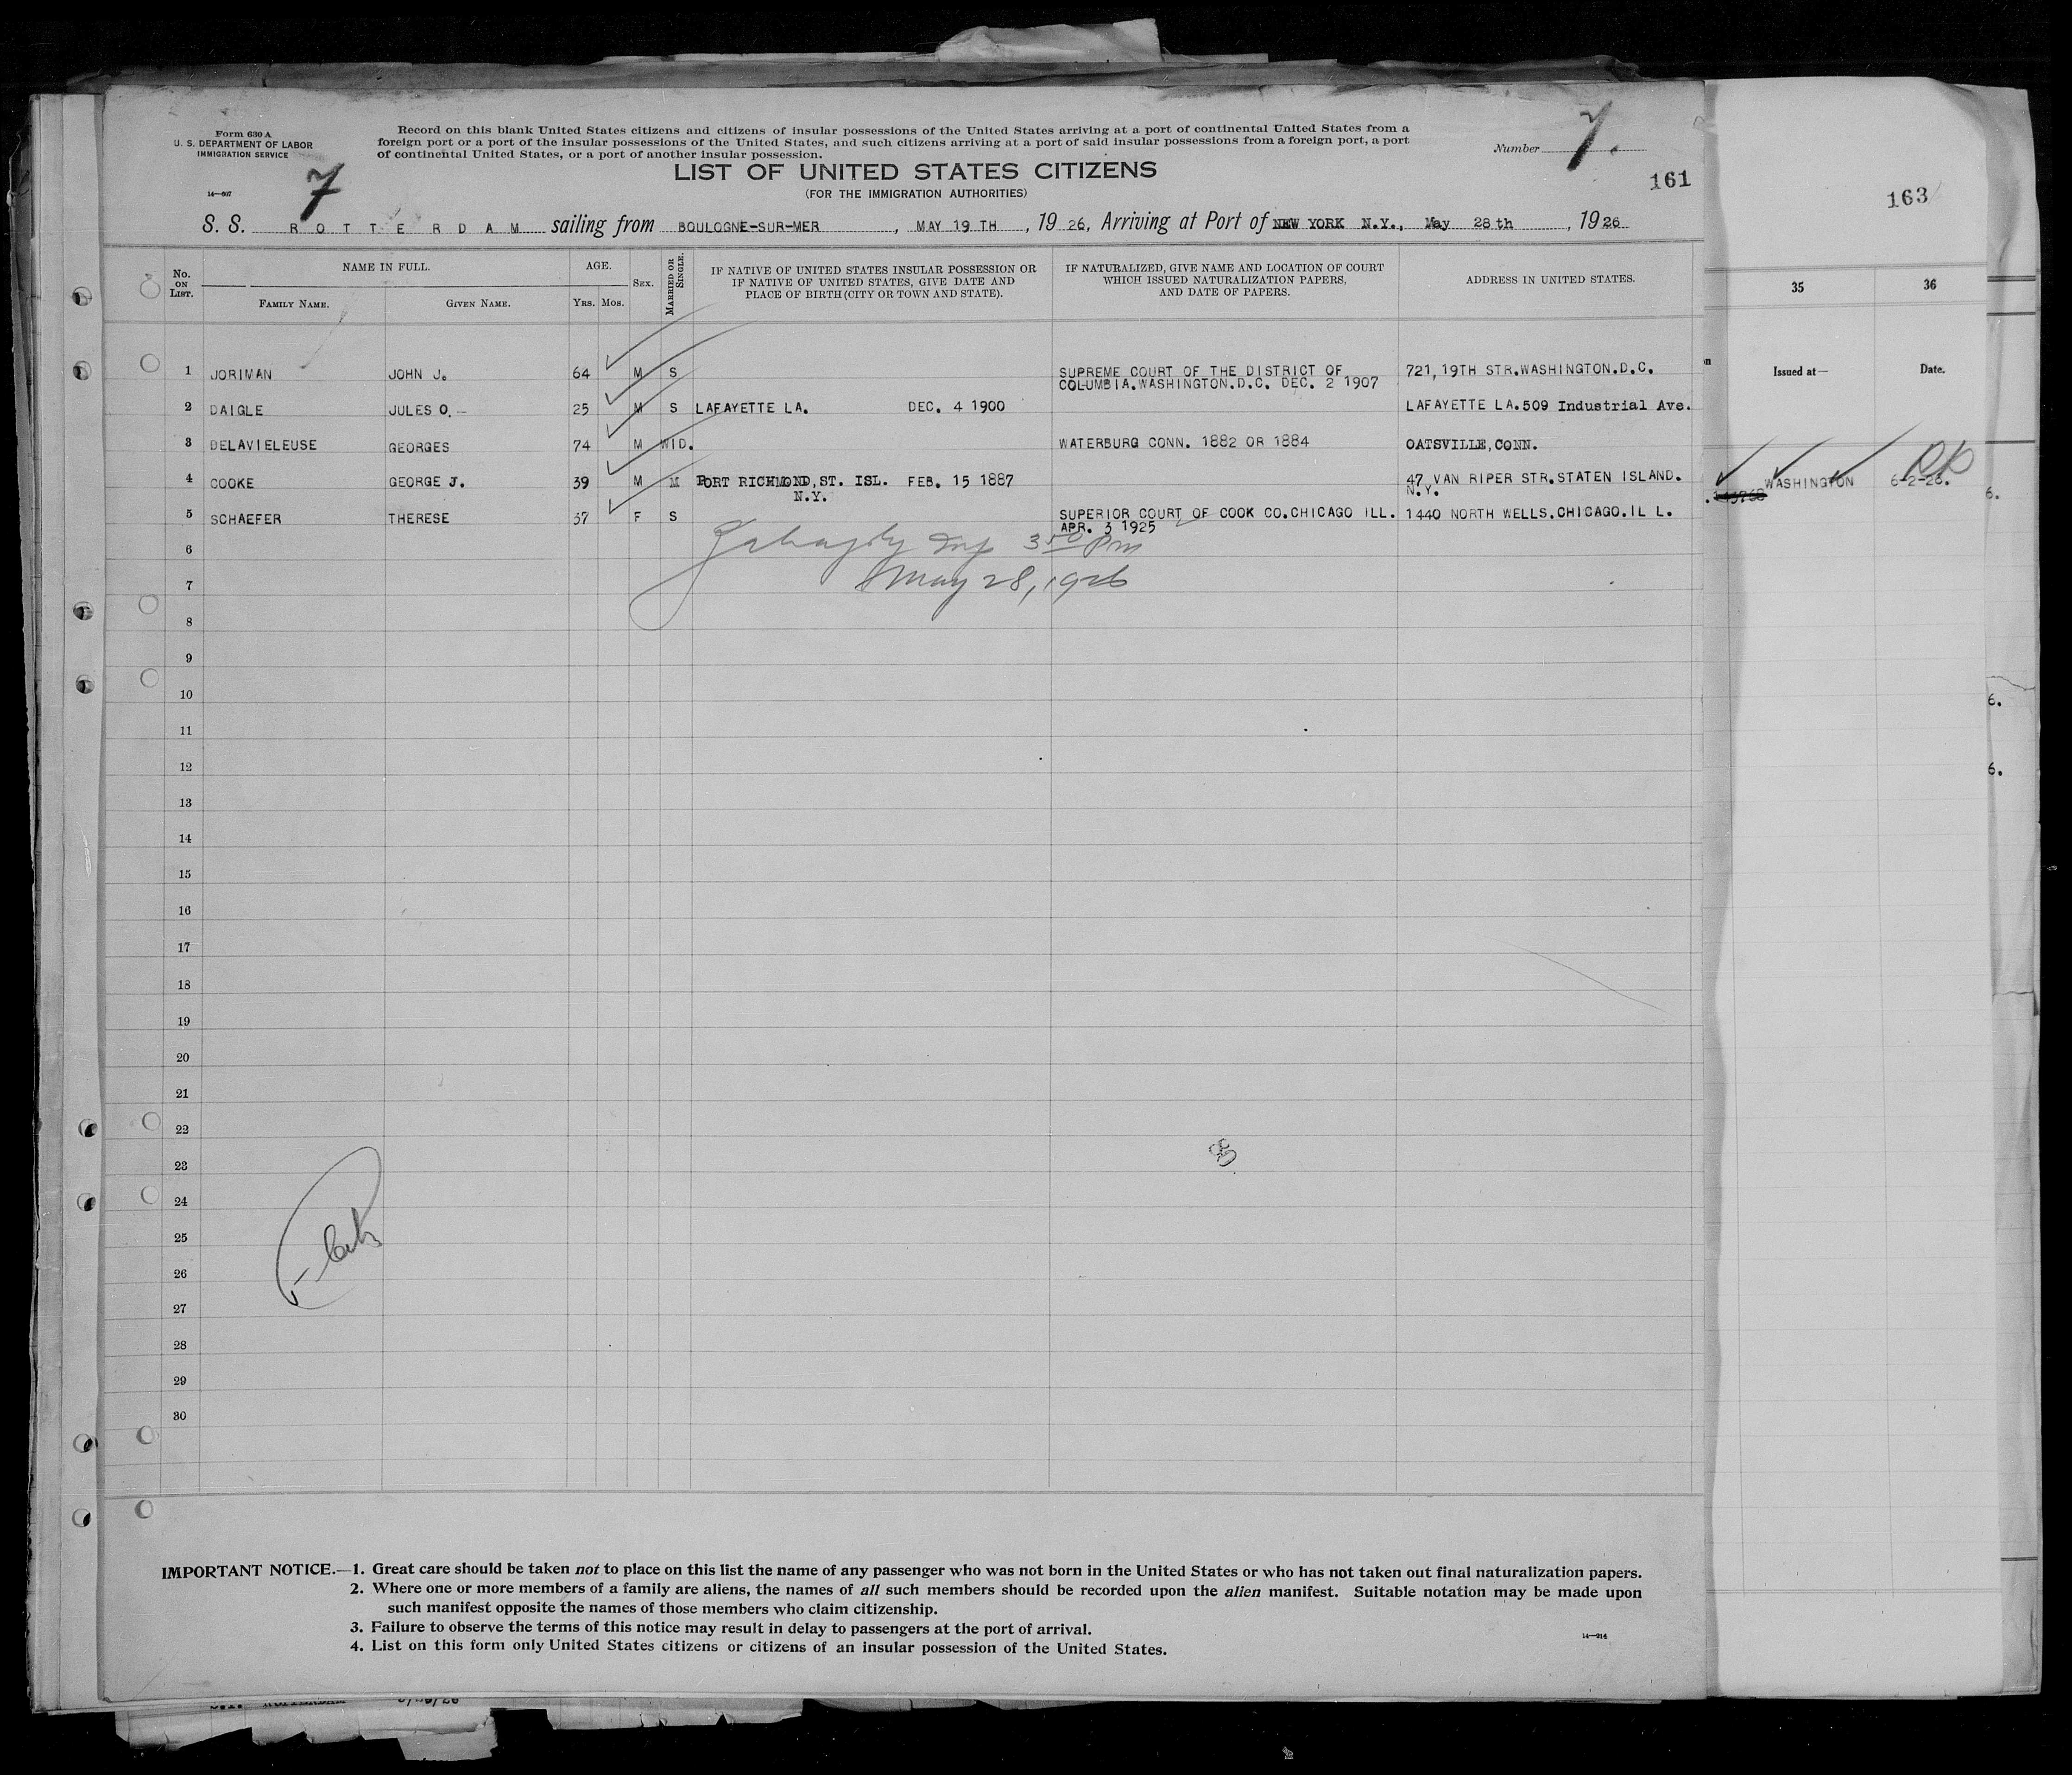 Form 630 A
U. S. DEPARTMENT OF LABOR
IMMIGRATION SERVICE
14—607
7
Record on this blank United States citizens and citizens of insular possessions of the United States arriving at a port of continental United States from a
foreign port or a port of the insular possessions of the United States, and such citizens arriving at a port of said insular possessions from a foreign port, a port
of continental United States, or a port of another insular possession.
Number 7.
LIST OF UNITED STATES CITIZENS
(FOR THE IMMIGRATION AUTHORITIES)
161
163
S. S. ROTTERDAM sailing from BOULOGNE-SUR-MER, MAY 19 TH, 1926, Arriving at Port of NEW YORK N.Y., May 28th, 1926
No. ON LIST.
NAME IN FULL.
FAMILY NAME.
GIVEN NAME.
AGE.
Yrs. Mos.
SEX.
MARRIED OR SINGLE.
IF NATIVE OF UNITED STATES INSULAR POSSESSION OR
IF NATIVE OF UNITED STATES, GIVE DATE AND
PLACE OF BIRTH (CITY OR TOWN AND STATE).
IF NATURALIZED, GIVE NAME AND LOCATION OF COURT
WHICH ISSUED NATURALIZATION PAPERS,
AND DATE OF PAPERS.
ADDRESS IN UNITED STATES.
35 36
Issued at— Date.
1 JORIMAN JOHN J. 64 M S SUPREME COURT OF THE DISTRICT OF 721, 19TH STR.WASHINGTON.D.C.
COLUMBIA.WASHINGTON.D.C. DEC. 2 1907
2 DAIGLE JULES O. 25 M S LAFAYETTE LA. DEC. 4 1900 LAFAYETTE LA.509 Industrial Ave.
3 DELAVIELEUSE GEORGES 74 M WID. WATERBURG CONN. 1882 OR 1884 OATSVILLE, CONN.
4 COOKE GEORGE J. 39 M M PORT RICHMOND, ST. ISL. FEB. 15 1887 47 VAN RIPER STR.STATEN ISLAND.
N.Y. N.Y.
WASHINGTON 6-2-26.
5 SCHAEFER THERESE 37 F S SUPERIOR COURT OF COOK CO.CHICAGO ILL. 1440 NORTH WELLS.CHICAGO.IL L.
APR. 3 1925
3 50 Pm
May 28, 1926
6
7
8
9
10
11
12
13
14
15
16
17
18
19
20
21
22
23
24
25
26
27
28
29
30
6.
6.
6.
IMPORTANT NOTICE.—1. Great care should be taken not to place on this list the name of any passenger who was not born in the United States or who has not taken out final naturalization papers.
2. Where one or more members of a family are aliens, the names of all such members should be recorded upon the alien manifest. Suitable notation may be made upon
such manifest opposite the names of those members who claim citizenship.
3. Failure to observe the terms of this notice may result in delay to passengers at the port of arrival.
4. List on this form only United States citizens or citizens of an insular possession of the United States.
14—214